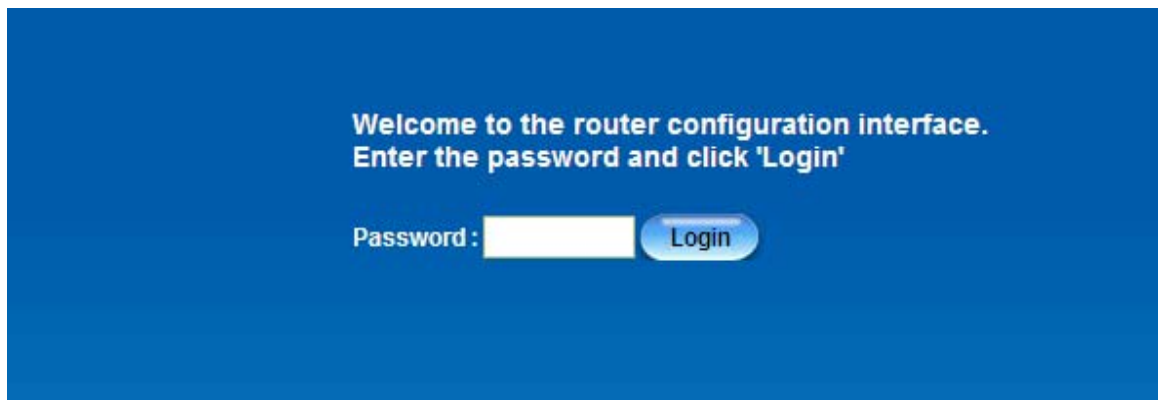 Welcome to the router configuration interface.
Enter the password and click 'Login'
Password : Login